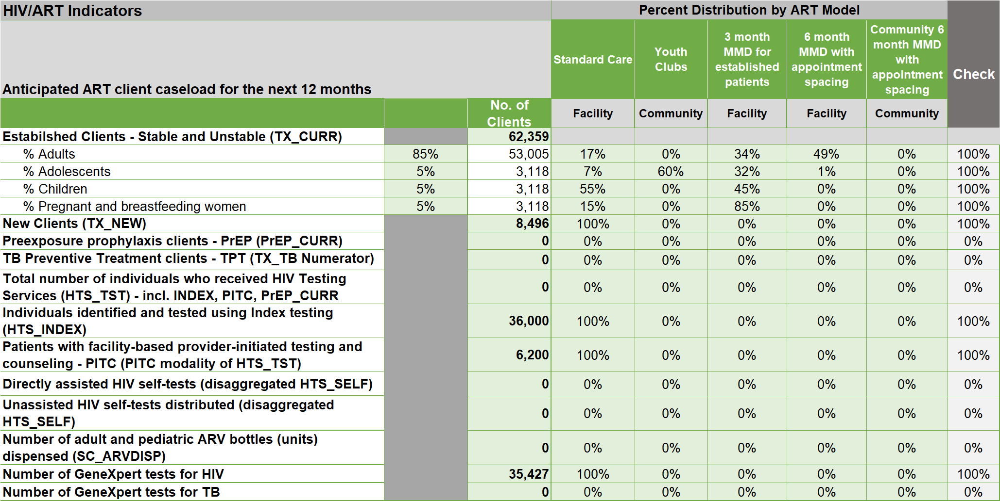 HIV/ART Indicators
Percent Distribution by ART Model
Anticipated ART client caseload for the next 12 months
Standard Care
Youth
Clubs
3 month
MMD for
established
patients
6 month
MMD with
appointment
spacing
Community 6
month MMD
with
appointment
spacing
Check
No. of
Clients
Facility Community Facility Facility Community
Estabilshed Clients - Stable and Unstable (TX_CURR) 62,359
% Adults 85% 53,005 17% 0% 34% 49% 0% 100%
% Adolescents 5% 3,118 7% 60% 32% 1% 0% 100%
% Children 5% 3,118 55% 0% 45% 0% 0% 100%
% Pregnant and breastfeeding women 5% 3,118 15% 0% 85% 0% 0% 100%
New Clients (TX_NEW) 8,496 100% 0% 0% 0% 0% 100%
Preexposure prophylaxis clients - PrEP (PrEP_CURR) 0 0% 0% 0% 0% 0% 0%
TB Preventive Treatment clients - TPT (TX_TB Numerator) 0 0% 0% 0% 0% 0% 0%
Total number of individuals who received HIV Testing
Services (HTS_TST) - incl. INDEX, PITC, PrEP_CURR
0 0% 0% 0% 0% 0% 0%
Individuals identified and tested using Index testing
(HTS_INDEX)
36,000 100% 0% 0% 0% 0% 100%
Patients with facility-based provider-initiated testing and
counseling - PITC (PITC modality of HTS_TST)
6,200 100% 0% 0% 0% 0% 100%
Directly assisted HIV self-tests (disaggregated HTS_SELF) 0 0% 0% 0% 0% 0% 0%
Unassisted HIV self-tests distributed (disaggregated
HTS_SELF)
0 0% 0% 0% 0% 0% 0%
Number of adult and pediatric ARV bottles (units)
dispensed (SC_ARVDISP)
0 0% 0% 0% 0% 0% 0%
Number of GeneXpert tests for HIV 35,427 100% 0% 0% 0% 0% 100%
Number of GeneXpert tests for TB 0 0% 0% 0% 0% 0% 0%